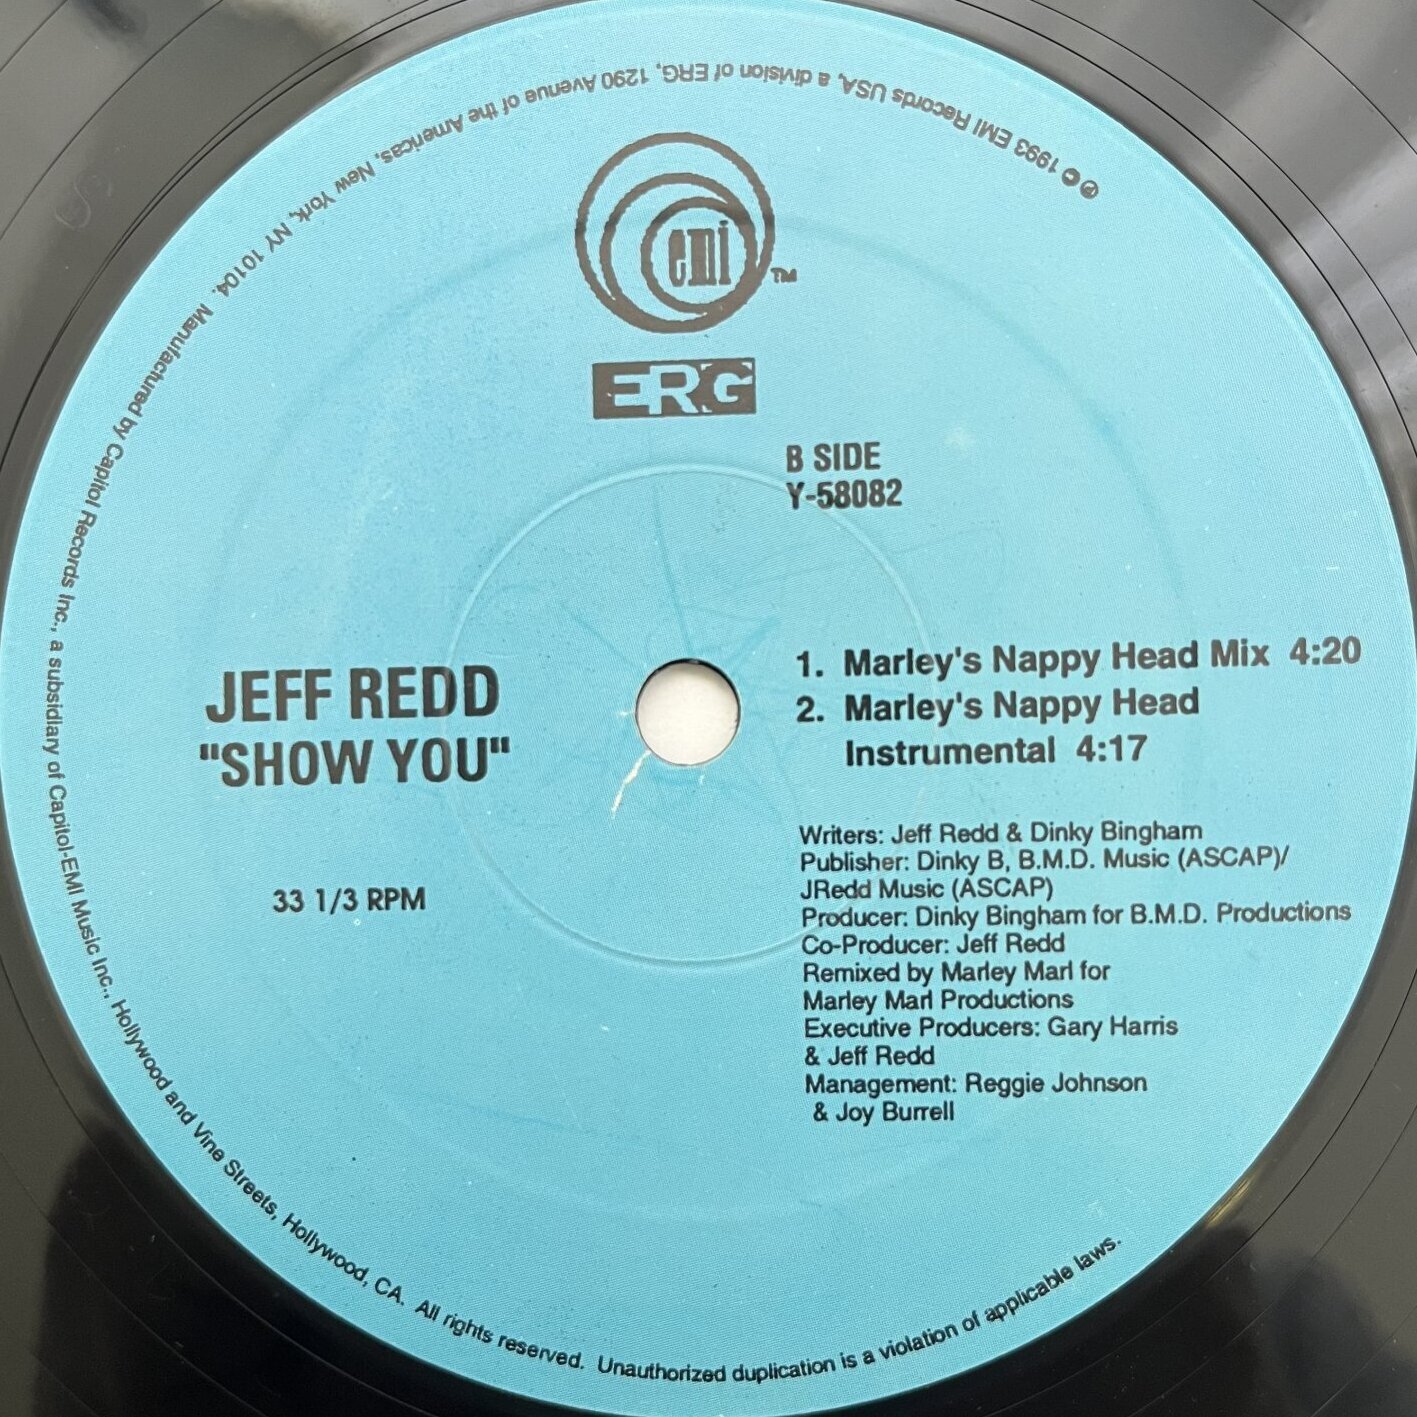 ℗ © 1993 EMI Records USA, a division of ERG, 1290 Avenue of the Americas, New York, NY 10104. Manufactured by Capitol Records Inc., a subsidiary of Capitol-EMI Music Inc., Hollywood and Vine Streets, Hollywood, CA. All rights reserved. Unauthorized duplication is a violation of applicable laws.
emi
TM
ERG
B SIDE
Y-58082
JEFF REDD
"SHOW YOU"
33 1/3 RPM
1. Marley's Nappy Head Mix 4:20
2. Marley's Nappy Head
Instrumental 4:17
Writers: Jeff Redd & Dinky Bingham
Publisher: Dinky B, B.M.D. Music (ASCAP)/
JRedd Music (ASCAP)
Producer: Dinky Bingham for B.M.D. Productions
Co-Producer: Jeff Redd
Remixed by Marley Marl for
Marley Marl Productions
Executive Producers: Gary Harris
& Jeff Redd
Management: Reggie Johnson
& Joy Burrell